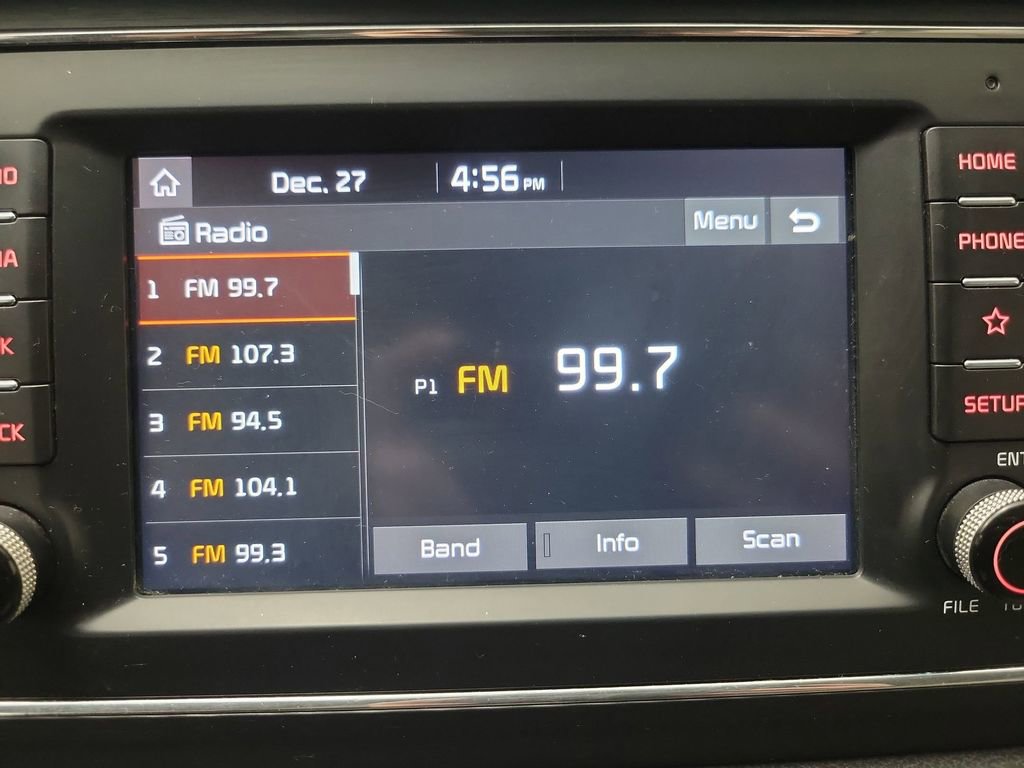 Dec. 27 4:56 PM
Radio Menu
1 FM 99.7
2 FM 107.3
3 FM 94.5
4 FM 104.1
5 FM 99.3
P1 FM 99.7
Band Info Scan
HOME
PHONE
SETUP
ENT
FILE